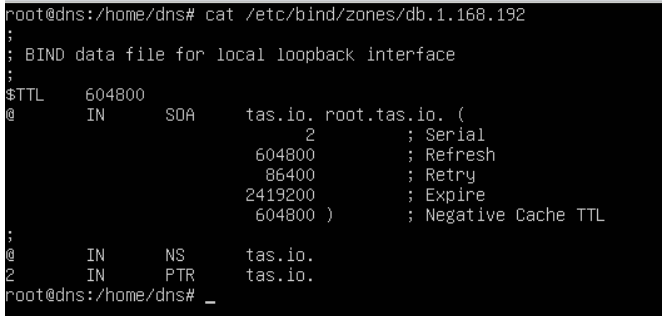 root@dns:/home/dns# cat /etc/bind/zones/db.1.168.192
;
; BIND data file for local loopback interface
;
$TTL    604800
@       IN      SOA     tas.io. root.tas.io. (
                              2         ; Serial
                         604800         ; Refresh
                          86400         ; Retry
                        2419200         ; Expire
                         604800 )       ; Negative Cache TTL
;
@       IN      NS      tas.io.
2       IN      PTR     tas.io.
root@dns:/home/dns# _